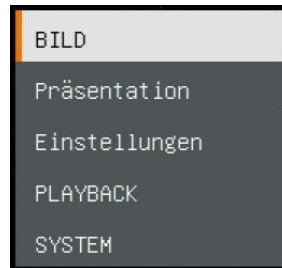 BILD
Präsentation
Einstellungen
PLAYBACK
SYSTEM